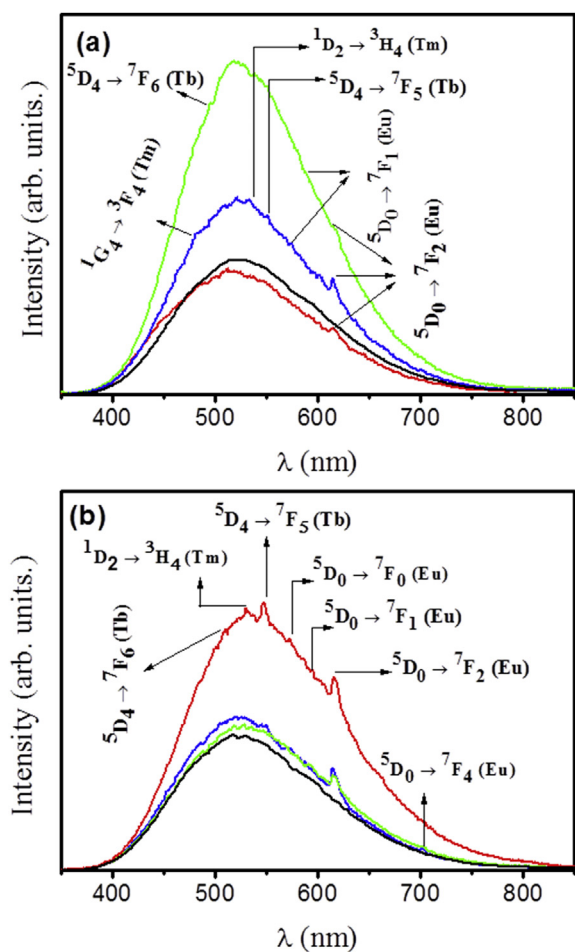 (a)
¹D₂ → ³H₄ (Tm)
⁵D₄ → ⁷F₆ (Tb)
⁵D₄ → ⁷F₅ (Tb)
¹G₄ → ³F₄ (Tm)
⁵D₀ → ⁷F₁ (Eu)
⁵D₀ → ⁷F₂ (Eu)
Intensity (arb. units.)
400 500 600 700 800
λ (nm)
(b)
⁵D₄ → ⁷F₅ (Tb)
¹D₂ → ³H₄ (Tm)
⁵D₀ → ⁷F₀ (Eu)
⁵D₀ → ⁷F₁ (Eu)
⁵D₄ → ⁷F₆ (Tb)
⁵D₀ → ⁷F₂ (Eu)
⁵D₀ → ⁷F₄ (Eu)
Intensity (arb. units.)
400 500 600 700 800
λ (nm)